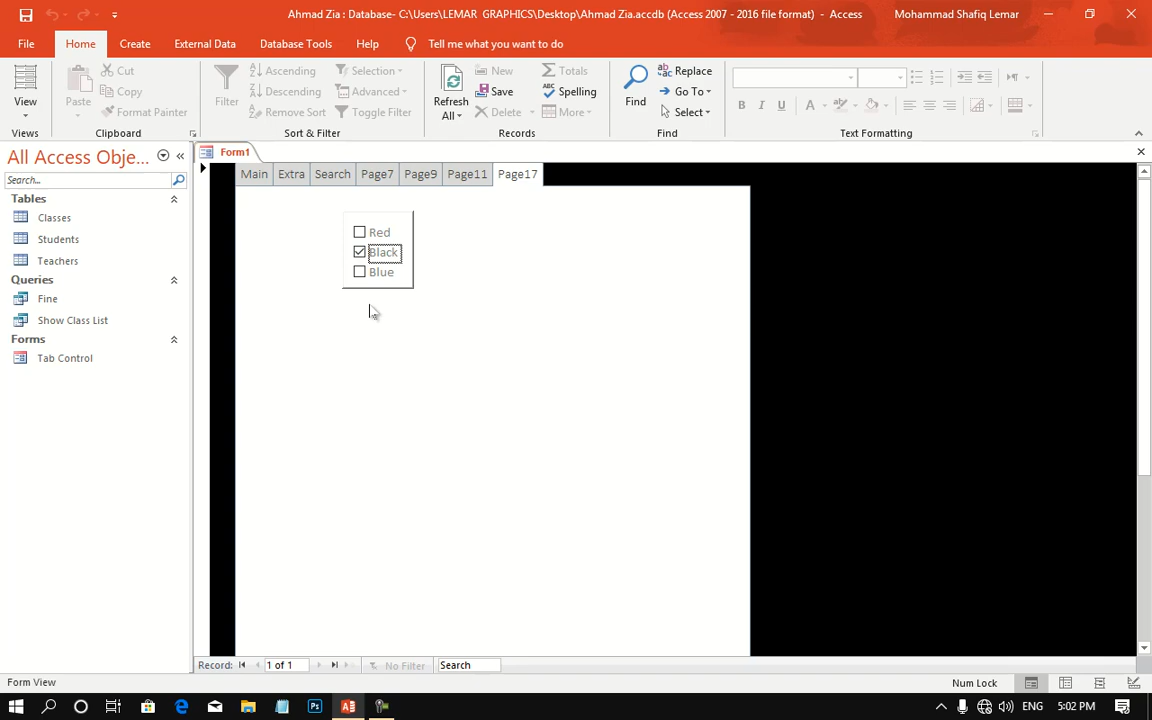 Ahmad Zia : Database- C:\Users\LEMAR GRAPHICS\Desktop\Ahmad Zia.accdb (Access 2007 - 2016 file format) - Access
Mohammad Shafiq Lemar
File Home Create External Data Database Tools Help Tell me what you want to do
View
Views
Paste
Cut
Copy
Format Painter
Clipboard
Filter
Ascending
Descending
Remove Sort
Selection
Advanced
Toggle Filter
Sort & Filter
Refresh
All
New
Save
Delete
Totals
Spelling
More
Records
Find
Replace
Go To
Select
Find
B I U A
Text Formatting
All Access Obje...
Search...
Tables
Classes
Students
Teachers
Queries
Fine
Show Class List
Forms
Tab Control
Form1
Main Extra Search Page7 Page9 Page11 Page17
Red
Black
Blue
Record: 1 of 1 No Filter Search
Form View
Num Lock
ENG 5:02 PM